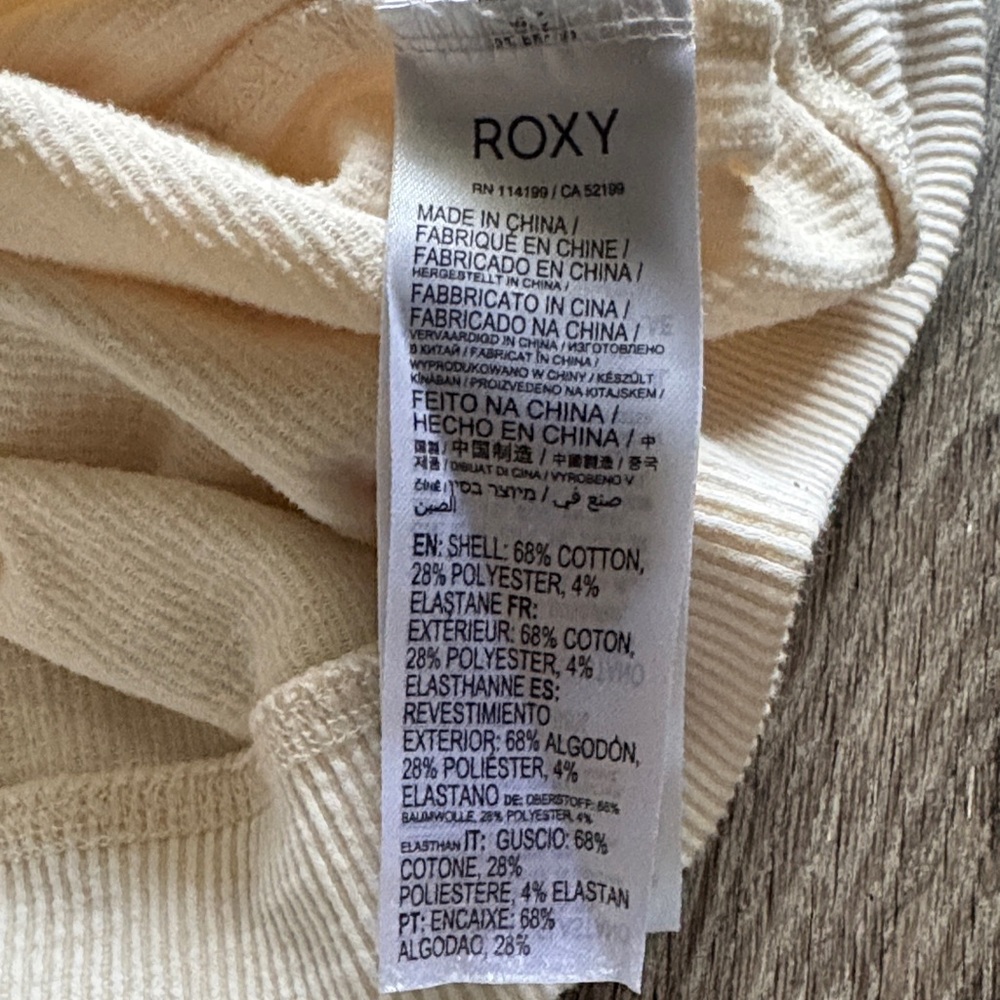 ROXY
RN 114199 / CA 52199
MADE IN CHINA /
FABRIQUÉ EN CHINE /
FABRICADO EN CHINA /
HERGESTELLT IN CHINA /
FABBRICATO IN CINA /
FABRICADO NA CHINA /
VERVAARDIGD IN CHINA / ИЗГОТОВЛЕНО
В КИТАЙ / FABRICAT ÎN CHINA /
WYPRODUKOWANO W CHINY / KÉSZÜLT
KÍNÁBAN / PROIZVEDENO NA KITAJSKEM /
FEITO NA CHINA /
HECHO EN CHINA / 中
国製 / 中国制造 / 中國製造 / 중국
제품 / DIBUAT DI CINA / VYROBENO V
ČÍNĚ / מיוצר בסין / صنع في
الصين
EN: SHELL: 68% COTTON,
28% POLYESTER, 4%
ELASTANE FR:
EXTÉRIEUR: 68% COTON,
28% POLYESTER, 4%
ELASTHANNE ES:
REVESTIMIENTO
EXTERIOR: 68% ALGODÓN,
28% POLIÉSTER, 4%
ELASTANO DE: OBERSTOFF: 68%
BAUMWOLLE, 28% POLYESTER, 4%
ELASTHAN IT: GUSCIO: 68%
COTONE, 28%
POLIESTERE, 4% ELASTAN
PT: ENCAIXE: 68%
ALGODAO, 28%